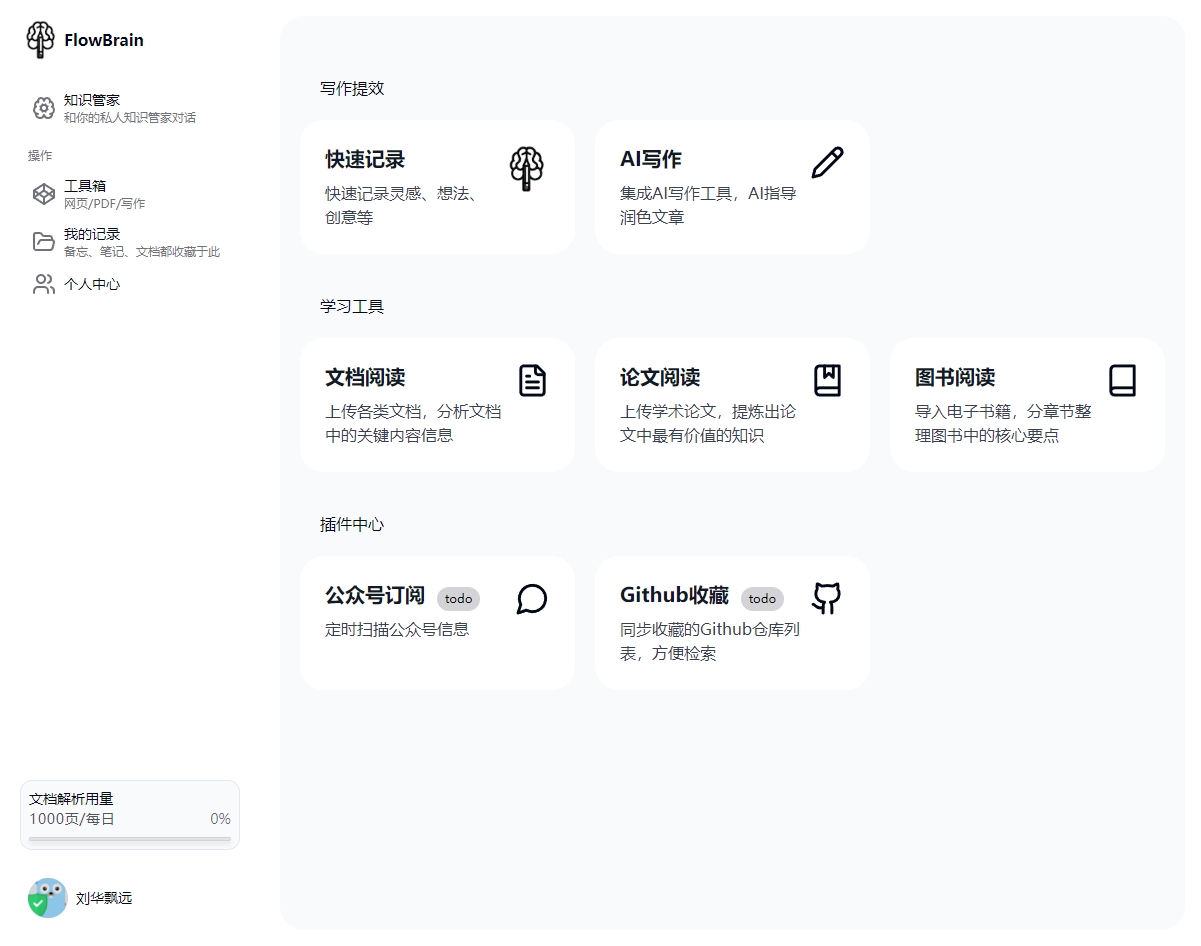 FlowBrain
知识管家
和你的私人知识管家对话
操作
工具箱
网页/PDF/写作
我的记录
备忘、笔记、文档都收藏于此
个人中心
文档解析用量
1000页/每日 0%
刘华飘远
写作提效
快速记录
快速记录灵感、想法、
创意等
AI写作
集成AI写作工具，AI指导
润色文章
学习工具
文档阅读
上传各类文档，分析文档
中的关键内容信息
论文阅读
上传学术论文，提炼出论
文中最有价值的知识
图书阅读
导入电子书籍，分章节整
理图书中的核心要点
插件中心
公众号订阅 todo
定时扫描公众号信息
Github收藏 todo
同步收藏的Github仓库列
表，方便检索